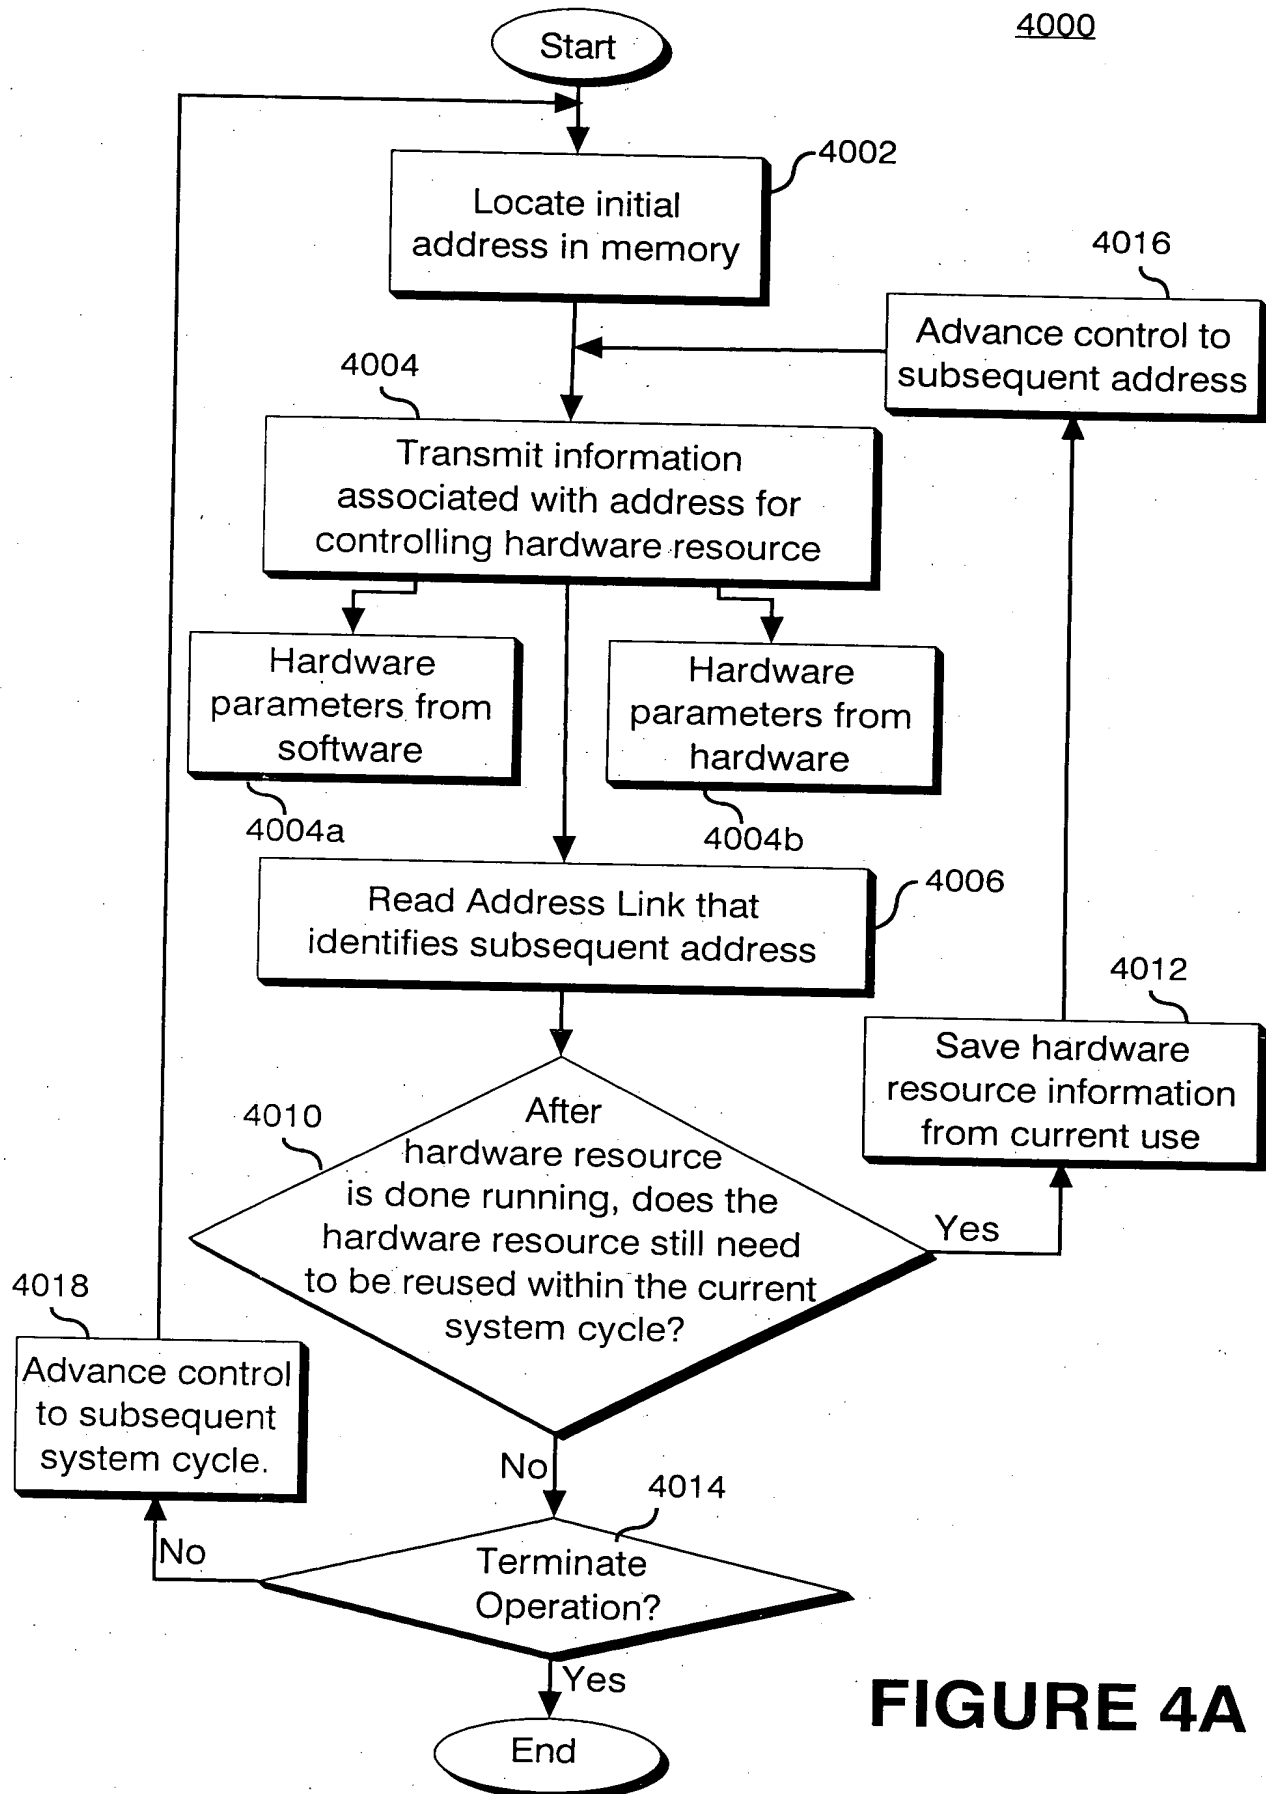 4000
Start
4002
Locate initial
address in memory
4016
Advance control to
subsequent address
4004
Transmit information
associated with address for
controlling hardware resource
Hardware
parameters from
software
4004a
Hardware
parameters from
hardware
4004b
4006
Read Address Link that
identifies subsequent address
4012
Save hardware
resource information
from current use
4010
After
hardware resource
is done running, does the
hardware resource still need
to be reused within the current
system cycle?
Yes
4018
Advance control
to subsequent
system cycle.
No
4014
Terminate
Operation?
No
Yes
End
FIGURE 4A